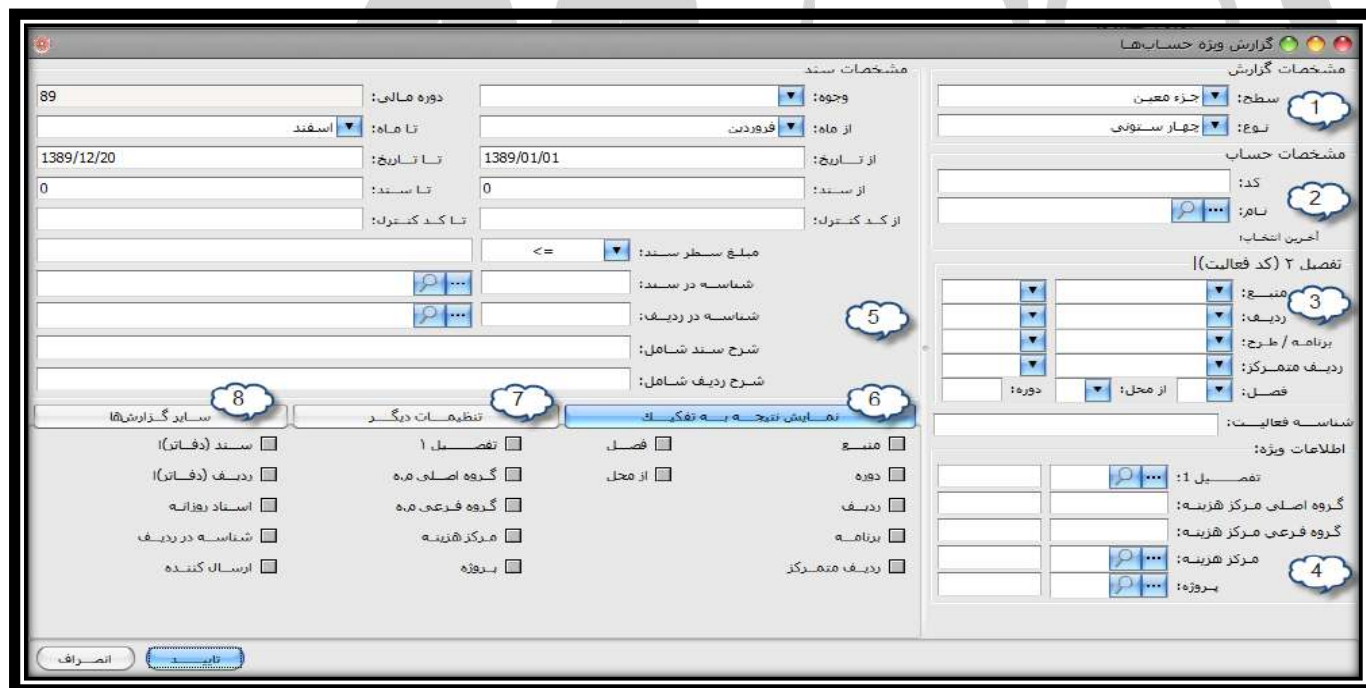 گزارش ویژه حساب‌ها
مشخصات گزارش
سطح: جزء معین
نوع: چهار ستونی
1
مشخصات حساب
کد:
نام: ...
2
آخرین انتخاب:
تفصیل ۲ (کد فعالیت)|
منبع:
ردیف:
3
برنامه / طرح:
ردیف متمرکز:
فصل: از محل: دوره:
شناسه فعالیت:
اطلاعات ویژه:
تفصیل 1: ...
گروه اصلی مرکز هزینه:
گروه فرعی مرکز هزینه:
مرکز هزینه: ...
پروژه: ...
4
مشخصات سند
وجوه: دوره مالی: 89
از ماه: فروردین تا ماه: اسفند
از تاریخ: 1389/01/01 تا تاریخ: 1389/12/20
از سند: 0 تا سند: 0
از کد کنترل: تا کد کنترل:
مبلغ سطر سند: <=
شناسه در سند: ...
شناسه در ردیف: ...
5
شرح سند شامل:
شرح ردیف شامل:
6 7 8
نمایش نتیجه به تفکیک تنظیمات دیگر سایر گزارش‌ها
منبع فصل تفصیل ۱ سند (دفاتر)|
دوره از محل گروه اصلی م.ه ردیف (دفاتر)|
ردیف گروه فرعی م.ه اسناد روزانه
برنامه مرکز هزینه شناسه در ردیف
ردیف متمرکز پروژه ارسال کننده
تایید انصراف